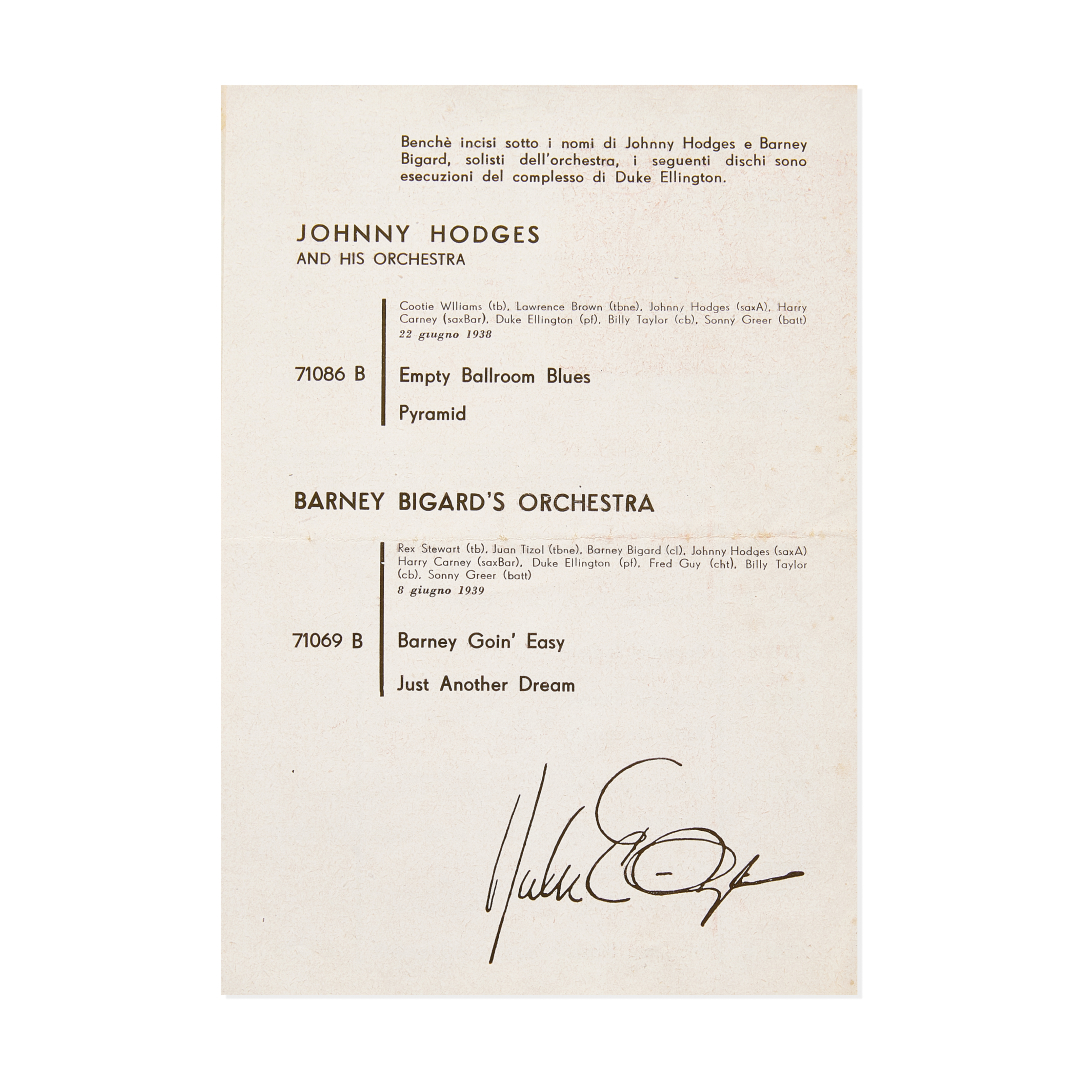 Benchè incisi sotto i nomi di Johnny Hodges e Barney
Bigard, solisti dell'orchestra, i seguenti dischi sono
esecuzioni del complesso di Duke Ellington.
JOHNNY HODGES
AND HIS ORCHESTRA
Cootie Wlliams (tb), Lawrence Brown (tbne), Johnny Hodges (saxA), Harry
Carney (saxBar), Duke Ellington (pf), Billy Taylor (cb), Sonny Greer (batt)
22 giugno 1938
71086 B
Empty Ballroom Blues
Pyramid
BARNEY BIGARD'S ORCHESTRA
Rex Stewart (tb), Juan Tizol (tbne), Barney Bigard (cl), Johnny Hodges (saxA)
Harry Carney (saxBar), Duke Ellington (pf), Fred Guy (cht), Billy Taylor
(cb), Sonny Greer (batt)
8 giugno 1939
71069 B
Barney Goin' Easy
Just Another Dream
Duke Ellington